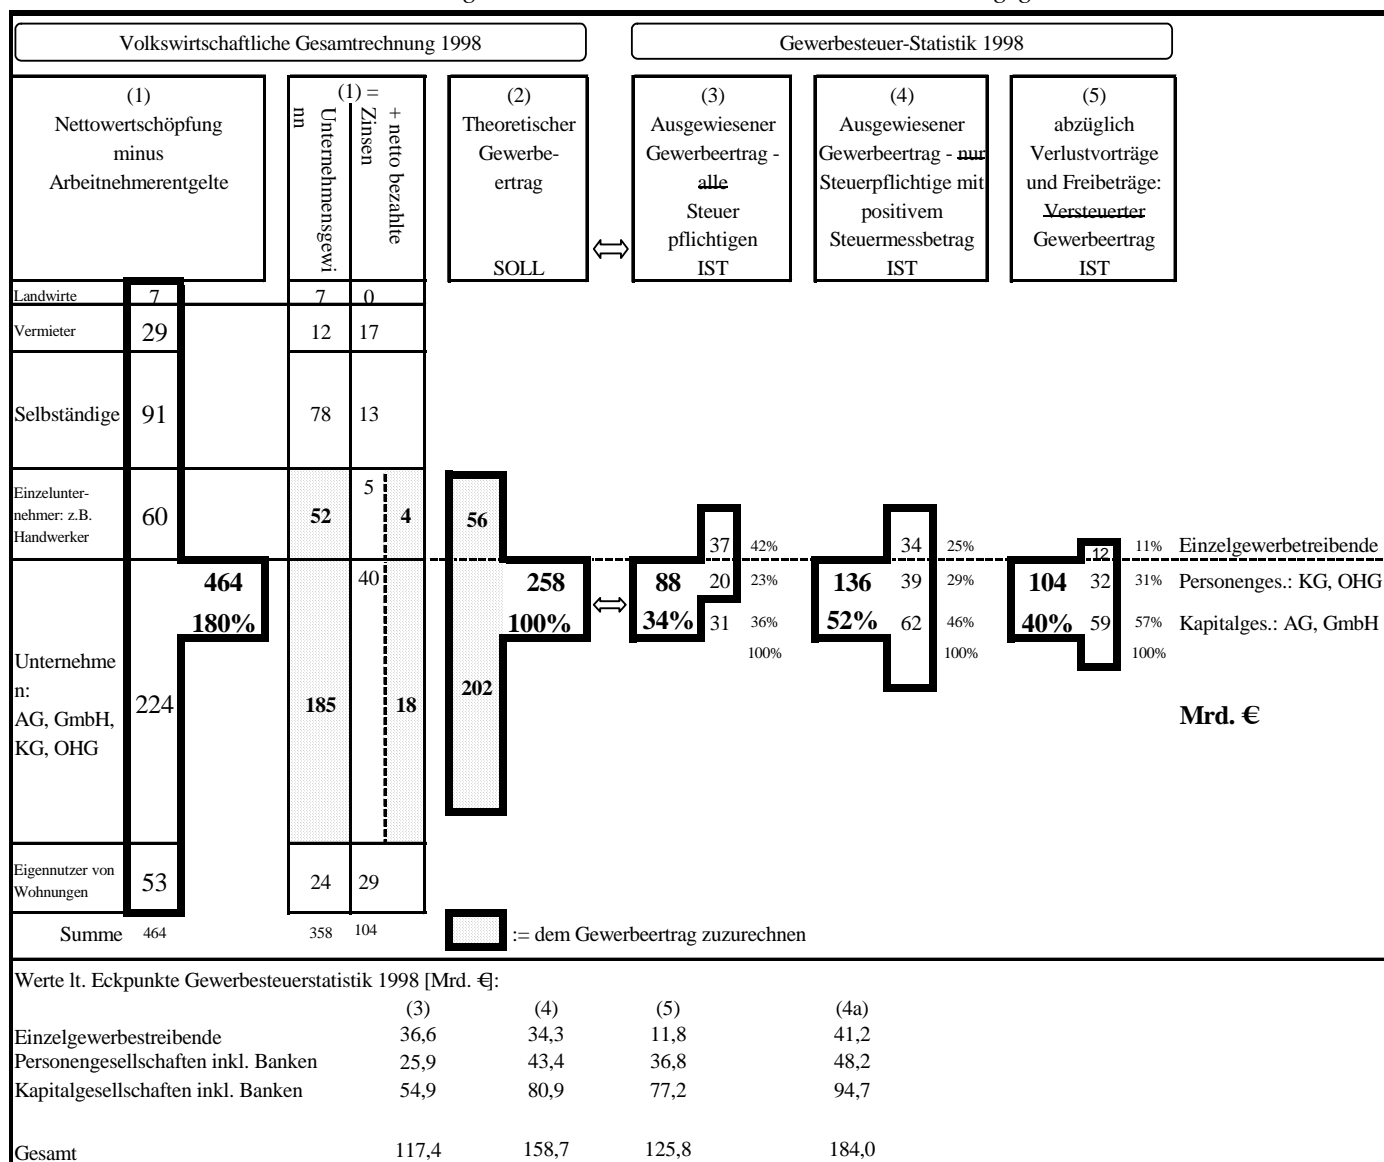 Volkswirtschaftliche Gesamtrechnung 1998
Gewerbesteuer-Statistik 1998
(1)
Nettowertschöpfung
minus
Arbeitnehmerentgelte
(1) =
Unternehmensgewi
nn
Zinsen
+ netto bezahlte
(2)
Theoretischer
Gewerbe-
ertrag
SOLL
(3)
Ausgewiesener
Gewerbeertrag -
alle
Steuer
pflichtigen
IST
(4)
Ausgewiesener
Gewerbeertrag - nur
Steuerpflichtige mit
positivem
Steuermessbetrag
IST
(5)
abzüglich
Verlustvorträge
und Freibeträge:
Versteuerter
Gewerbeertrag
IST
Landwirte 7 7 0
Vermieter 29 12 17
Selbständige 91 78 13
Einzelunter-
nehmer: z.B.
Handwerker
60 52 5 4 56
37 42% 34 25% 12 11% Einzelgewerbetreibende
464 40 258 88 20 23% 136 39 29% 104 32 31% Personenges.: KG, OHG
180% 100% 34% 31 36% 52% 62 46% 40% 59 57% Kapitalges.: AG, GmbH
100% 100% 100%
Unternehme
n:
AG, GmbH,
KG, OHG
224 185 18 202
Mrd. €
Eigennutzer von
Wohnungen
53 24 29
Summe 464 358 104 := dem Gewerbeertrag zuzurechnen
Werte lt. Eckpunkte Gewerbesteuerstatistik 1998 [Mrd. €]:
(3) (4) (5) (4a)
Einzelgewerbestreibende 36,6 34,3 11,8 41,2
Personengesellschaften inkl. Banken 25,9 43,4 36,8 48,2
Kapitalgesellschaften inkl. Banken 54,9 80,9 77,2 94,7
Gesamt 117,4 158,7 125,8 184,0